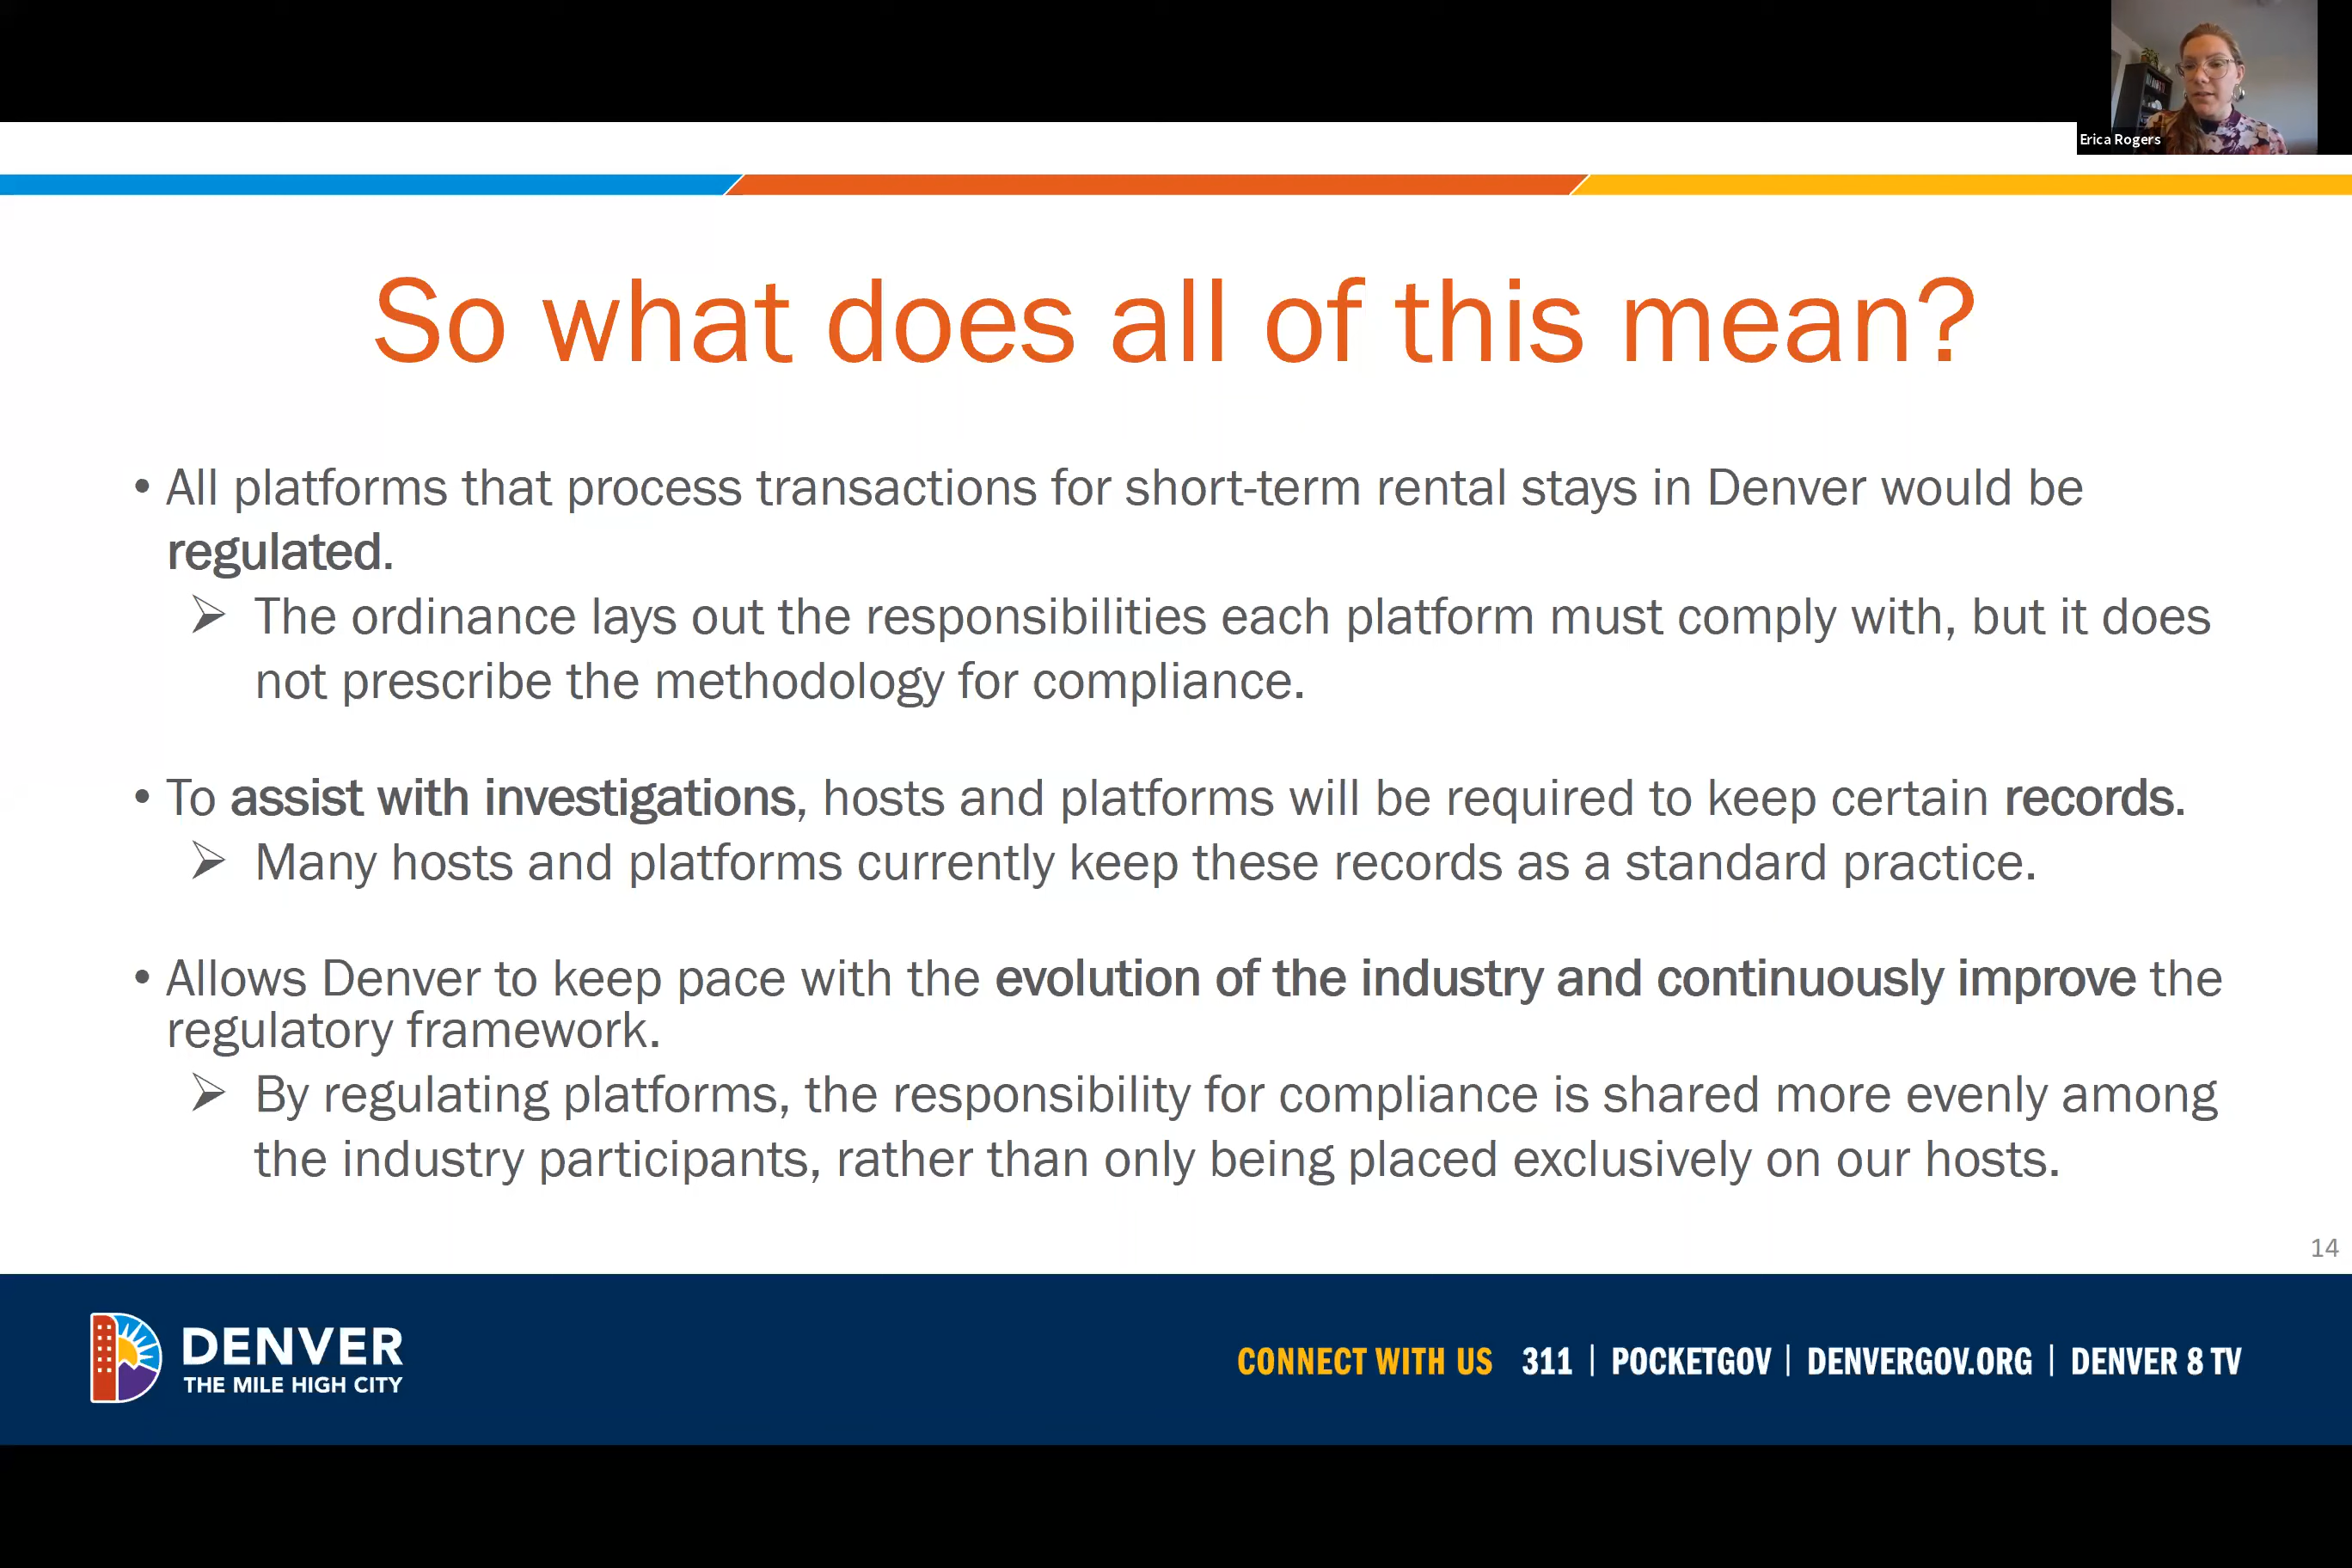 Erica Rogers
So what does all of this mean?
• All platforms that process transactions for short-term rental stays in Denver would be
regulated.
➢ The ordinance lays out the responsibilities each platform must comply with, but it does
not prescribe the methodology for compliance.
• To assist with investigations, hosts and platforms will be required to keep certain records.
➢ Many hosts and platforms currently keep these records as a standard practice.
• Allows Denver to keep pace with the evolution of the industry and continuously improve the
regulatory framework.
➢ By regulating platforms, the responsibility for compliance is shared more evenly among
the industry participants, rather than only being placed exclusively on our hosts.
14
DENVER
THE MILE HIGH CITY
CONNECT WITH US 311 | POCKETGOV | DENVERGOV.ORG | DENVER 8 TV